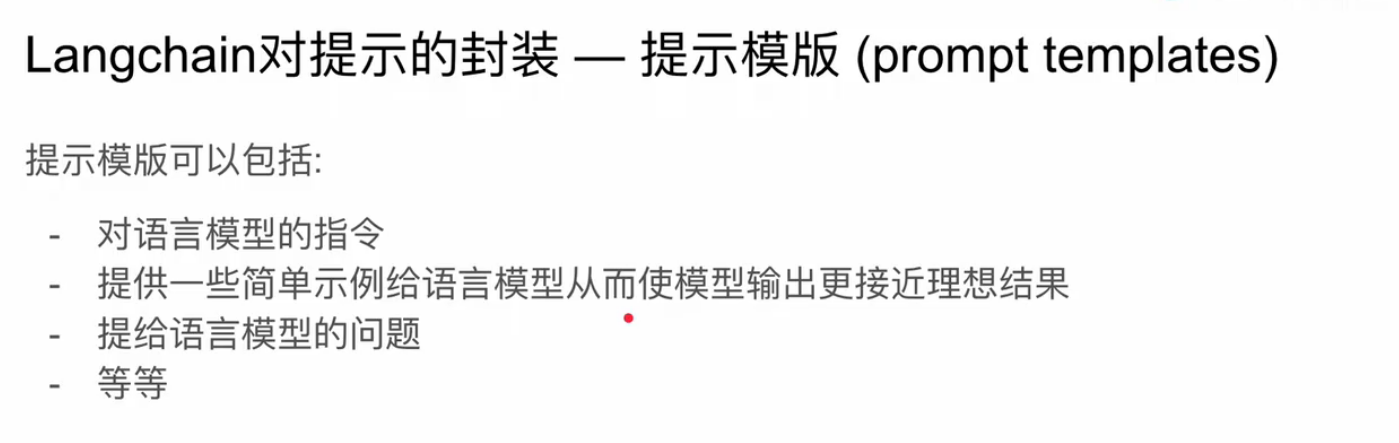 Langchain对提示的封装 — 提示模版 (prompt templates)
提示模版可以包括:
- 对语言模型的指令
- 提供一些简单示例给语言模型从而使模型输出更接近理想结果
- 提给语言模型的问题
- 等等